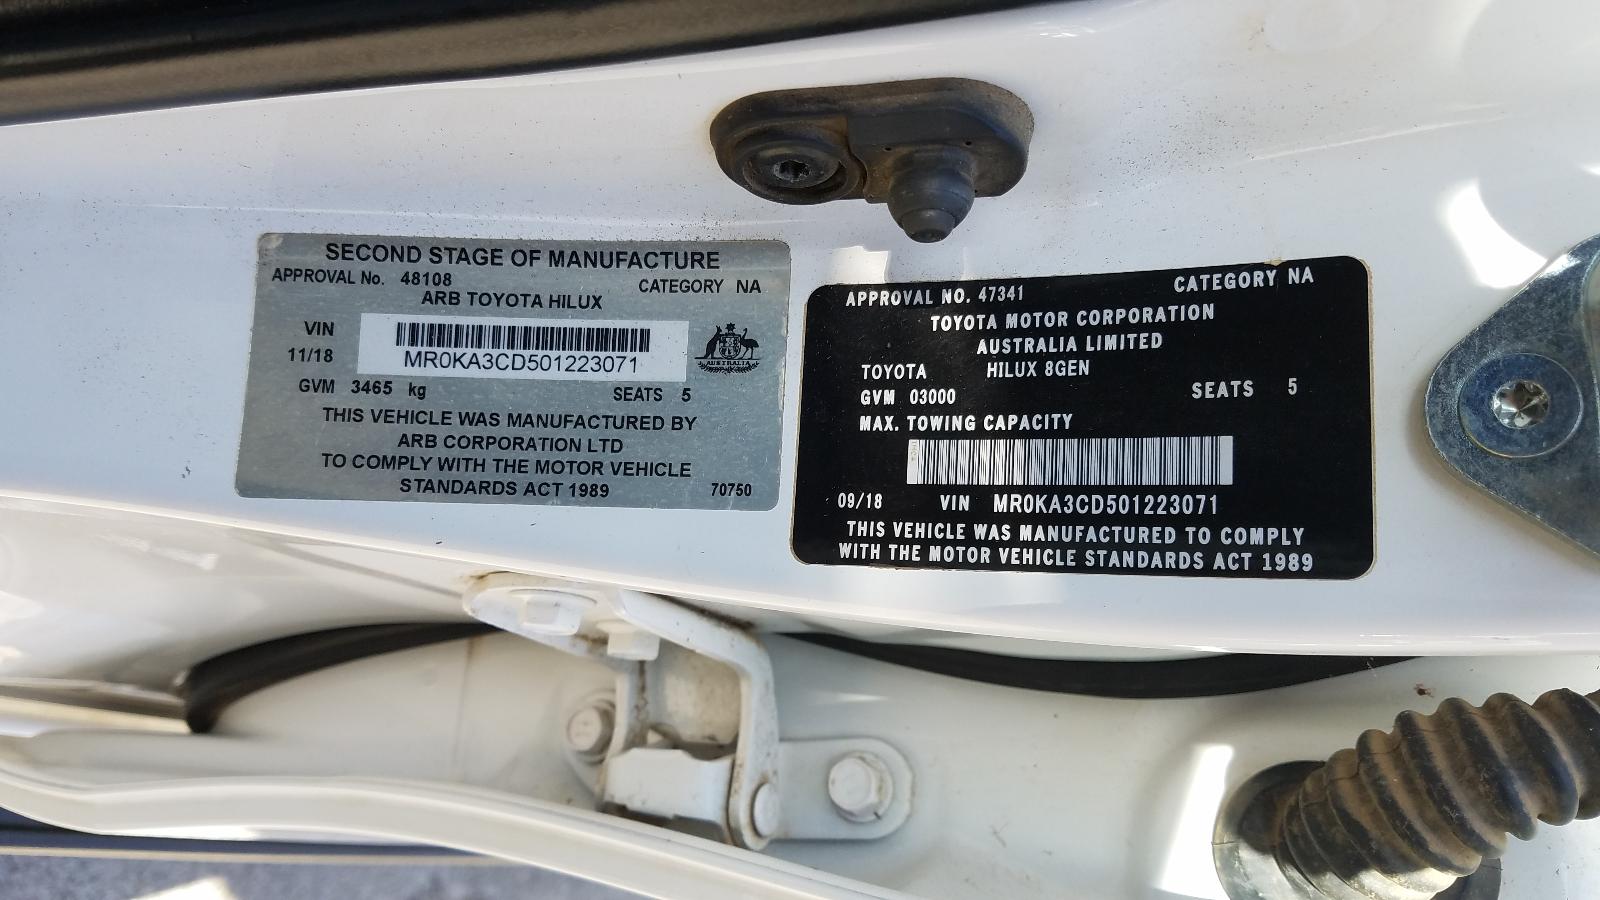 SECOND STAGE OF MANUFACTURE
APPROVAL No. 48108 CATEGORY NA
ARB TOYOTA HILUX
VIN
11/18 MR0KA3CD501223071
AUSTRALIA
GVM 3465 kg SEATS 5
THIS VEHICLE WAS MANUFACTURED BY
ARB CORPORATION LTD
TO COMPLY WITH THE MOTOR VEHICLE
STANDARDS ACT 1989 70750
APPROVAL NO. 47341 CATEGORY NA
TOYOTA MOTOR CORPORATION
AUSTRALIA LIMITED
TOYOTA HILUX 8GEN
GVM 03000 SEATS 5
MAX. TOWING CAPACITY
09/18 VIN MR0KA3CD501223071
THIS VEHICLE WAS MANUFACTURED TO COMPLY
WITH THE MOTOR VEHICLE STANDARDS ACT 1989